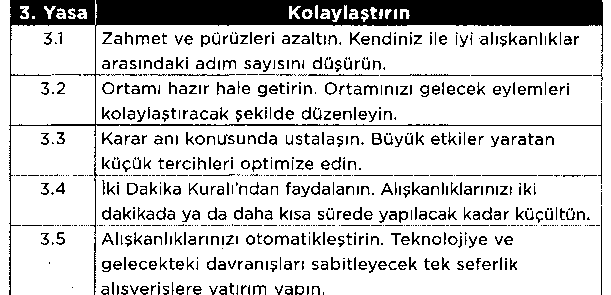 3. Yasa Kolaylaştırın
3.1 Zahmet ve pürüzleri azaltın. Kendiniz ile iyi alışkanlıklar
arasındaki adım sayısını düşürün.
3.2 Ortamı hazır hale getirin. Ortamınızı gelecek eylemleri
kolaylaştıracak şekilde düzenleyin.
3.3 Karar anı konusunda ustalaşın. Büyük etkiler yaratan
küçük tercihleri optimize edin.
3.4 İki Dakika Kuralı'ndan faydalanın. Alışkanlıklarınızı iki
dakikada ya da daha kısa sürede yapılacak kadar küçültün.
3.5 Alışkanlıklarınızı otomatikleştirin. Teknolojiye ve
gelecekteki davranışları sabitleyecek tek seferlik
alışverişlere yatırım yapın.